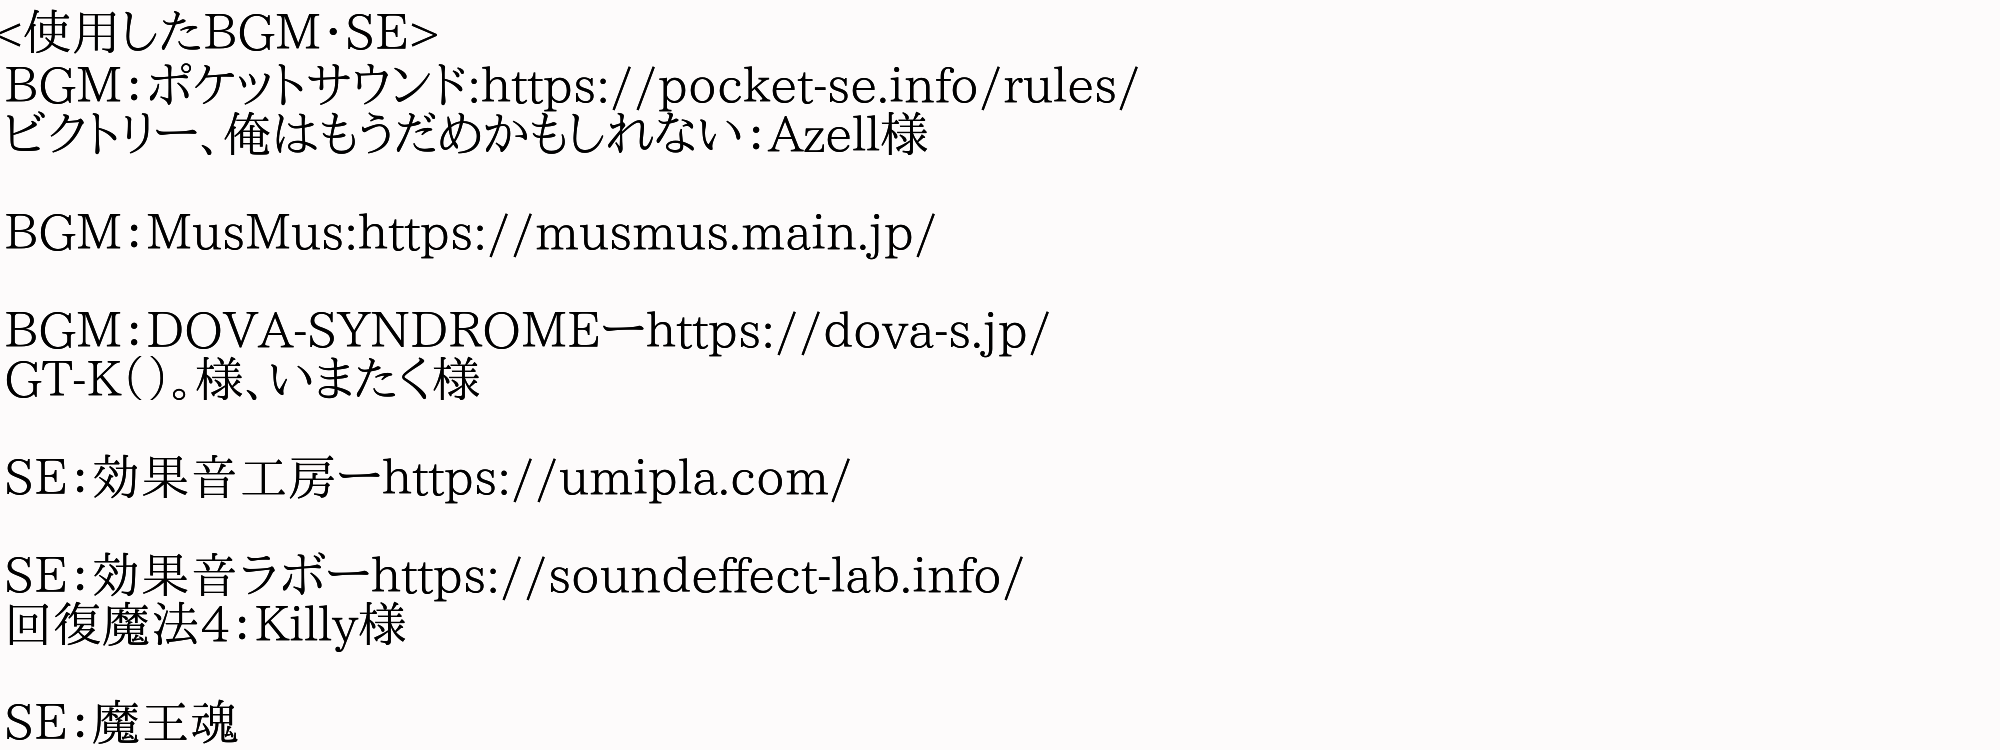 <使用したBGM・SE>
BGM：ポケットサウンド:https://pocket-se.info/rules/
ビクトリー、俺はもうだめかもしれない：Azell様
BGM：MusMus:https://musmus.main.jp/
BGM：DOVA-SYNDROMEーhttps://dova-s.jp/
GT-K（）。様、いまたく様
SE：効果音工房ーhttps://umipla.com/
SE：効果音ラボーhttps://soundeffect-lab.info/
回復魔法4：Killy様
SE：魔王魂